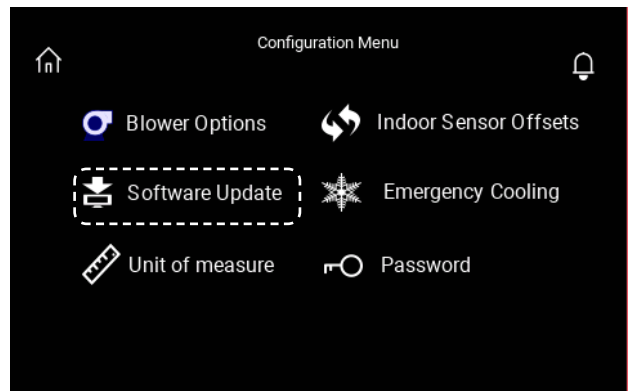 Configuration Menu
Blower Options
Indoor Sensor Offsets
Software Update
Emergency Cooling
Unit of measure
Password